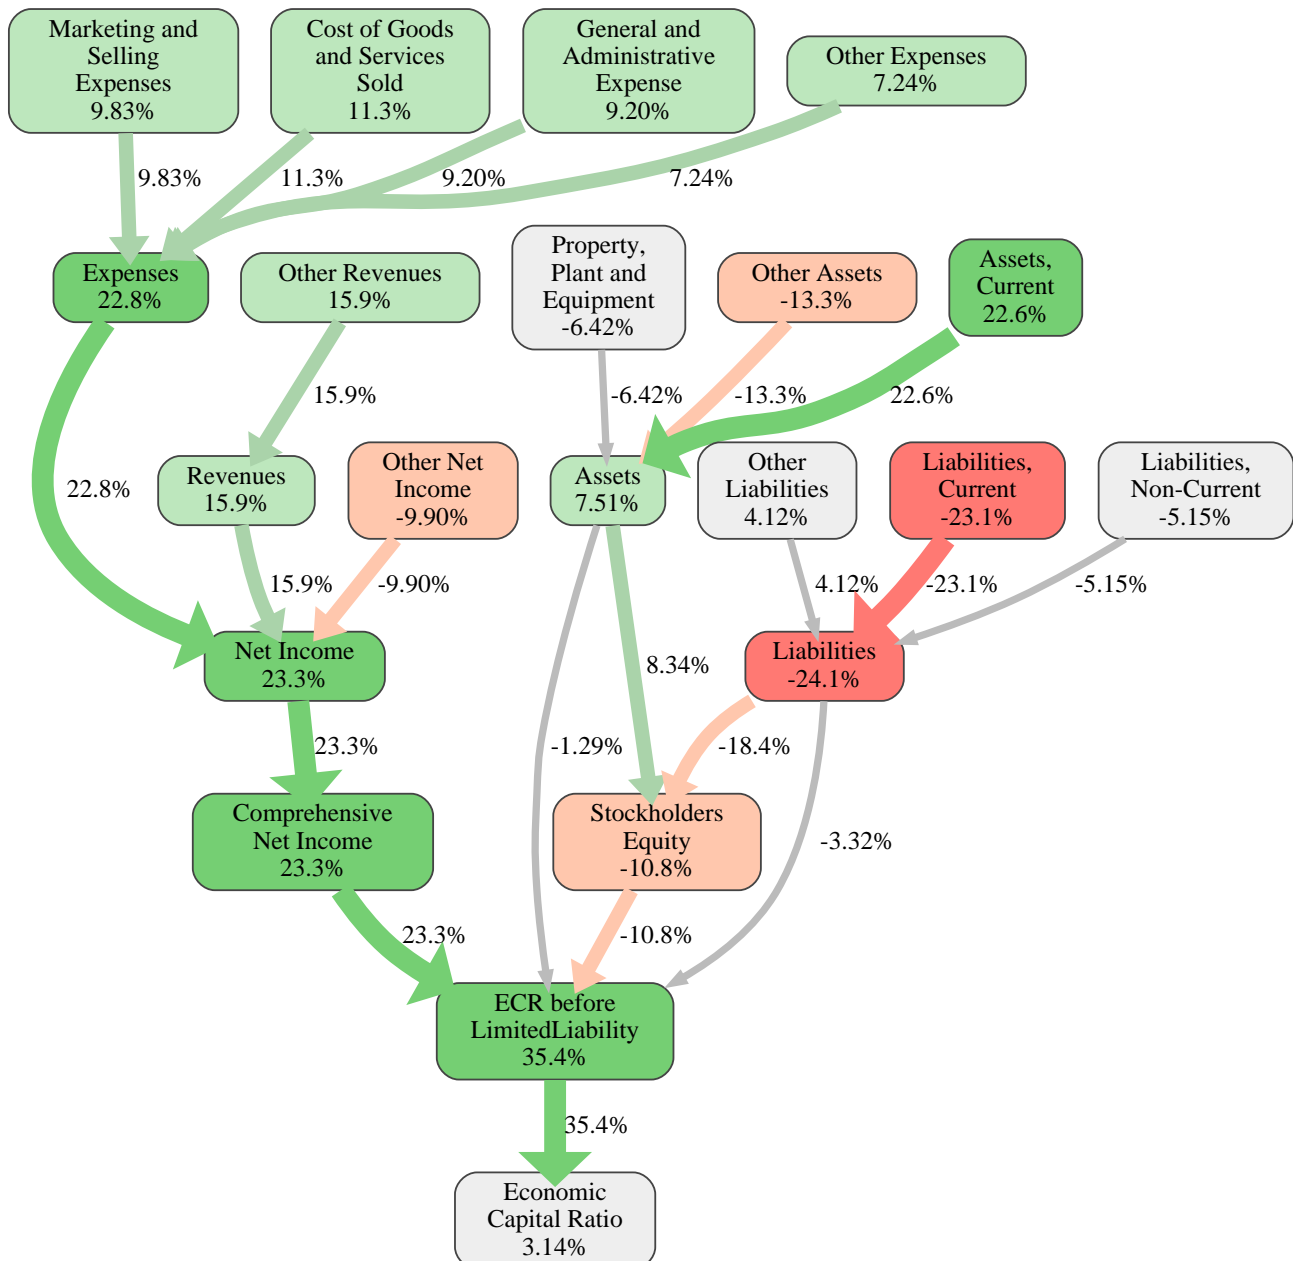 Marketing and
Selling
Expenses
9.83%
Cost of Goods
and Services
Sold
11.3%
General and
Administrative
Expense
9.20%
Other Expenses
7.24%
9.83%
11.3%
9.20%
7.24%
Expenses
22.8%
Other Revenues
15.9%
Property,
Plant and
Equipment
-6.42%
Other Assets
-13.3%
Assets,
Current
22.6%
15.9%
-6.42%
-13.3%
22.6%
22.8%
Revenues
15.9%
Other Net
Income
-9.90%
Assets
7.51%
Other
Liabilities
4.12%
Liabilities,
Current
-23.1%
Liabilities,
Non-Current
-5.15%
15.9%
-9.90%
4.12%
-23.1%
-5.15%
Net Income
23.3%
8.34%
Liabilities
-24.1%
23.3%
-1.29%
-18.4%
Comprehensive
Net Income
23.3%
Stockholders
Equity
-10.8%
-3.32%
23.3%
-10.8%
ECR before
LimitedLiability
35.4%
35.4%
Economic
Capital Ratio
3.14%